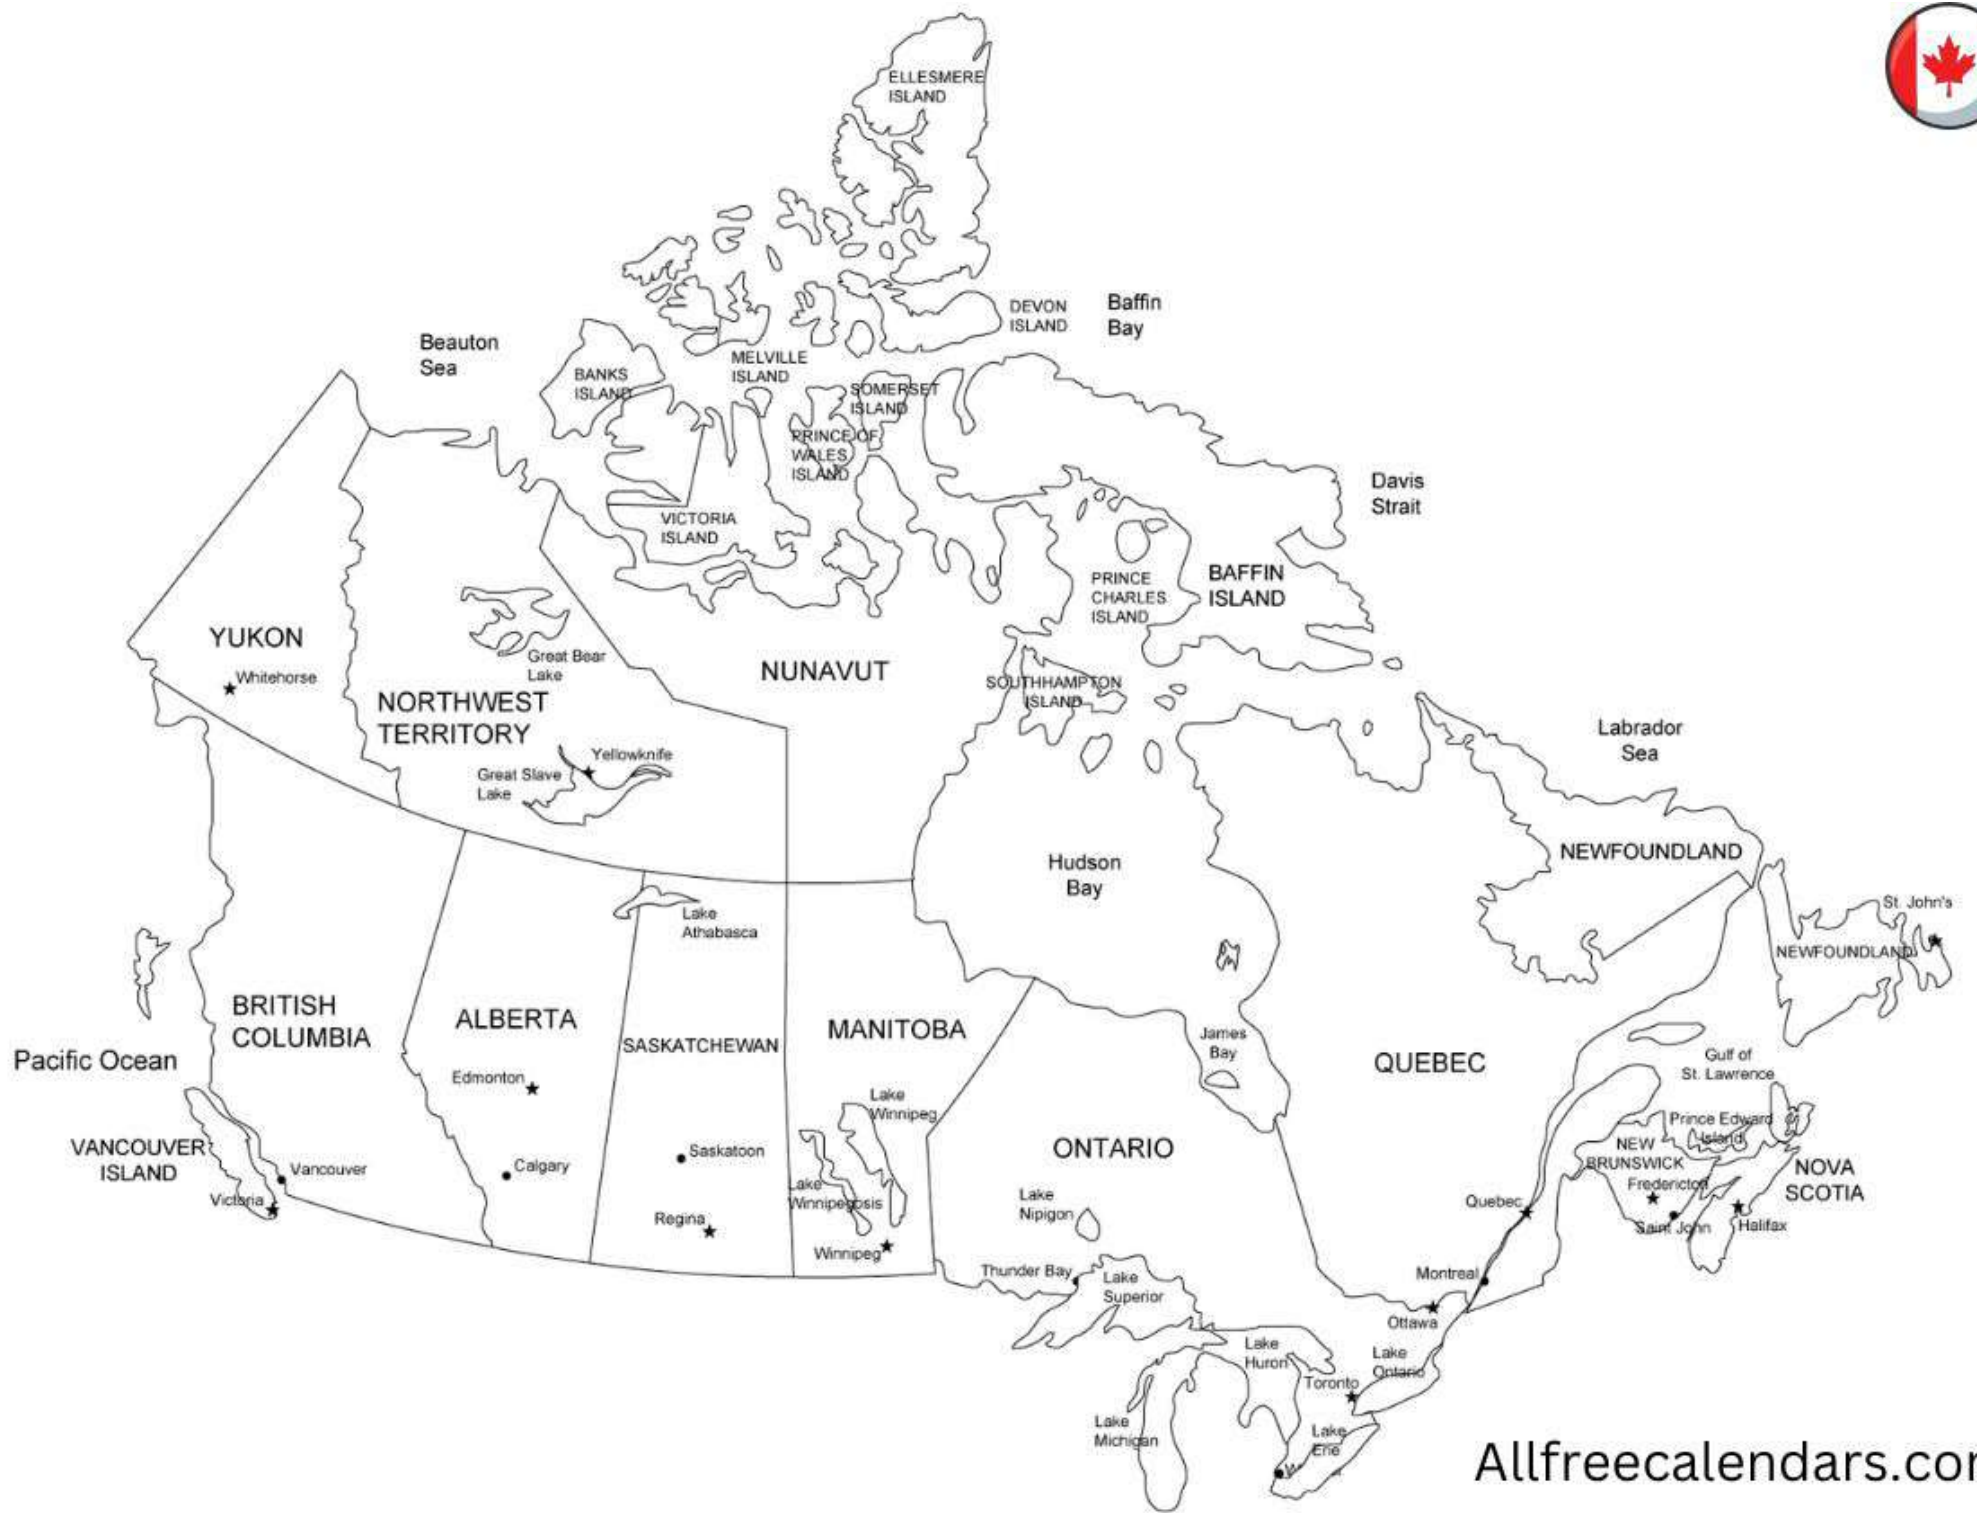 ELLESMERE
ISLAND
DEVON
ISLAND
Baffin
Bay
Beauton
Sea
MELVILLE
ISLAND
BANKS
ISLAND
SOMERSET
ISLAND
PRINCE OF
WALES
ISLAND
Davis
Strait
VICTORIA
ISLAND
PRINCE
CHARLES
ISLAND
BAFFIN
ISLAND
YUKON
Whitehorse
Great Bear
Lake
NUNAVUT
SOUTHHAMPTON
ISLAND
NORTHWEST
TERRITORY
Labrador
Sea
Yellowknife
Great Slave
Lake
Hudson
Bay
NEWFOUNDLAND
St. John's
Lake
Athabasca
NEWFOUNDLAND
BRITISH
COLUMBIA
ALBERTA
SASKATCHEWAN
MANITOBA
James
Bay
QUEBEC
Gulf of
St. Lawrence
Pacific Ocean
Edmonton
Lake
Winnipeg
Prince Edward
Island
VANCOUVER
ISLAND
Vancouver
Victoria
Calgary
Saskatoon
ONTARIO
NEW
BRUNSWICK
Fredericton
NOVA
SCOTIA
Lake
Winnipegosis
Regina
Lake
Nipigon
Quebec
Saint John
Halifax
Winnipeg
Thunder Bay
Lake
Superior
Montreal
Ottawa
Lake
Huron
Lake
Ontario
Toronto
Lake
Michigan
Lake
Erie
Allfreecalendars.com